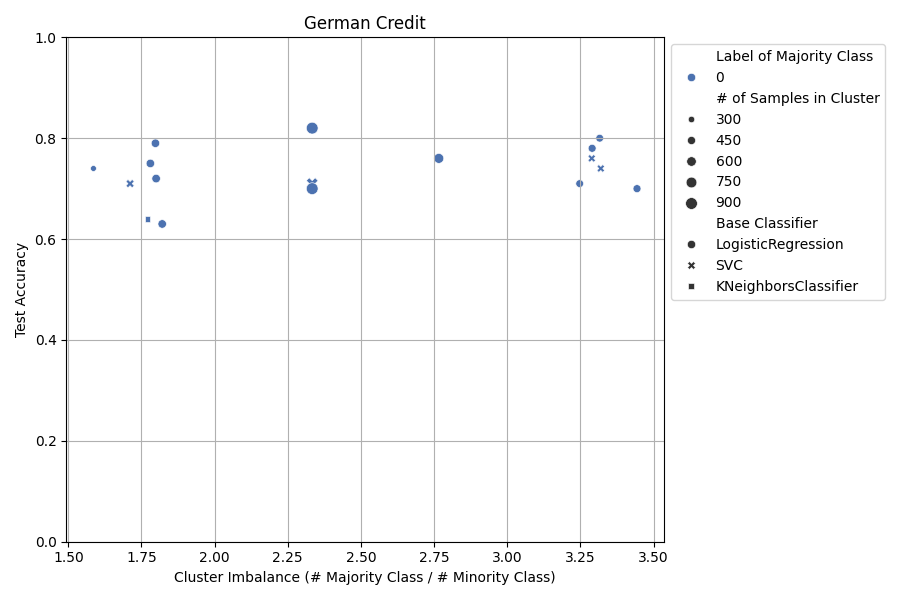 German Credit
1.0
0.8
0.6
0.4
0.2
0.0
Test Accuracy
1.50 1.75 2.00 2.25 2.50 2.75 3.00 3.25 3.50
Cluster Imbalance (# Majority Class / # Minority Class)
Label of Majority Class
0
# of Samples in Cluster
300
450
600
750
900
Base Classifier
LogisticRegression
SVC
KNeighborsClassifier